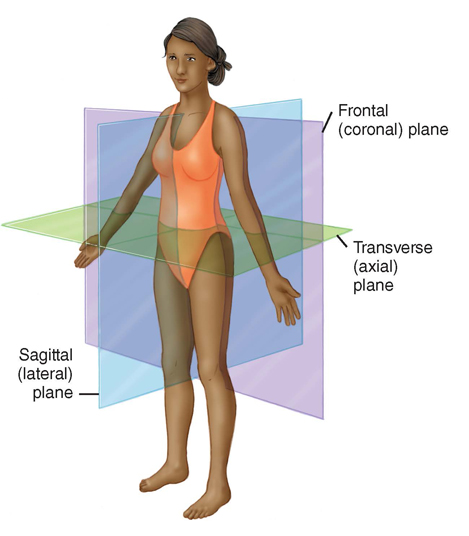 Frontal
(coronal) plane
Transverse
(axial)
plane
Sagittal
(lateral)
plane